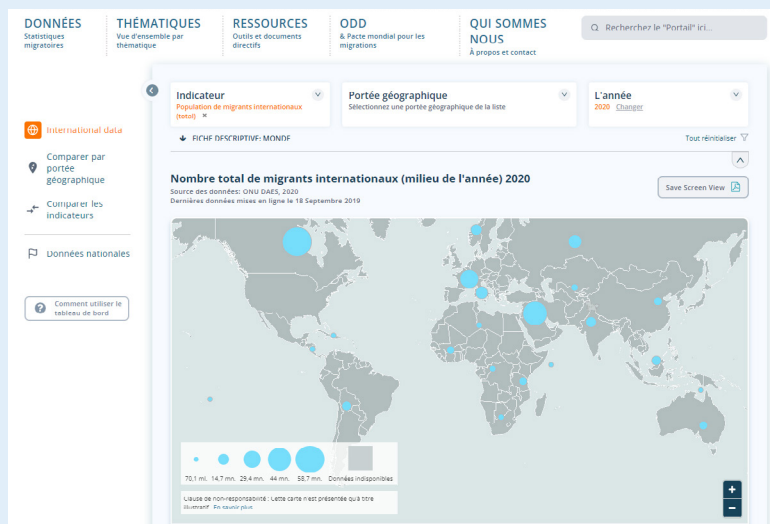 DONNÉES
Statistiques
migratoires
THÉMATIQUES
Vue d'ensemble par
thématique
RESSOURCES
Outils et documents
directifs
ODD
& Pacte mondial pour les
migrations
QUI SOMMES
NOUS
À propos et contact
Recherchez le "Portail" ici...
Indicateur
Population de migrants internationaux
(total) ×
Portée géographique
Sélectionnez une portée géographique de la liste
L'année
2020 Changer
International data
Comparer par
portée
géographique
Comparer les
indicateurs
Données nationales
? Comment utiliser le
tableau de bord
FICHE DESCRIPTIVE: MONDE
Tout réinitialiser
Nombre total de migrants internationaux (milieu de l'année) 2020
Source des données: ONU DAES, 2020
Dernières données mises en ligne le 18 Septembre 2019
Save Screen View
70,1 ml. 14,7 mn. 29,4 mn. 44 mn. 58,7 mn. Données indisponibles
Clause de non-responsabilité : Cette carte n'est présentée qu'à titre
illustratif. En savoir plus
+
−